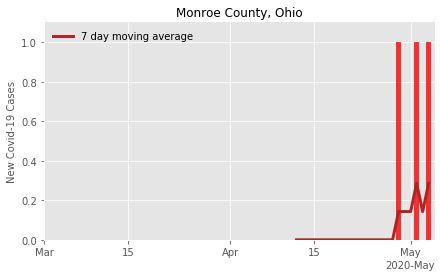 Monroe County, Ohio
7 day moving average
New Covid-19 Cases
1.0
0.8
0.6
0.4
0.2
0.0
Mar 15 Apr 15 May
2020-May